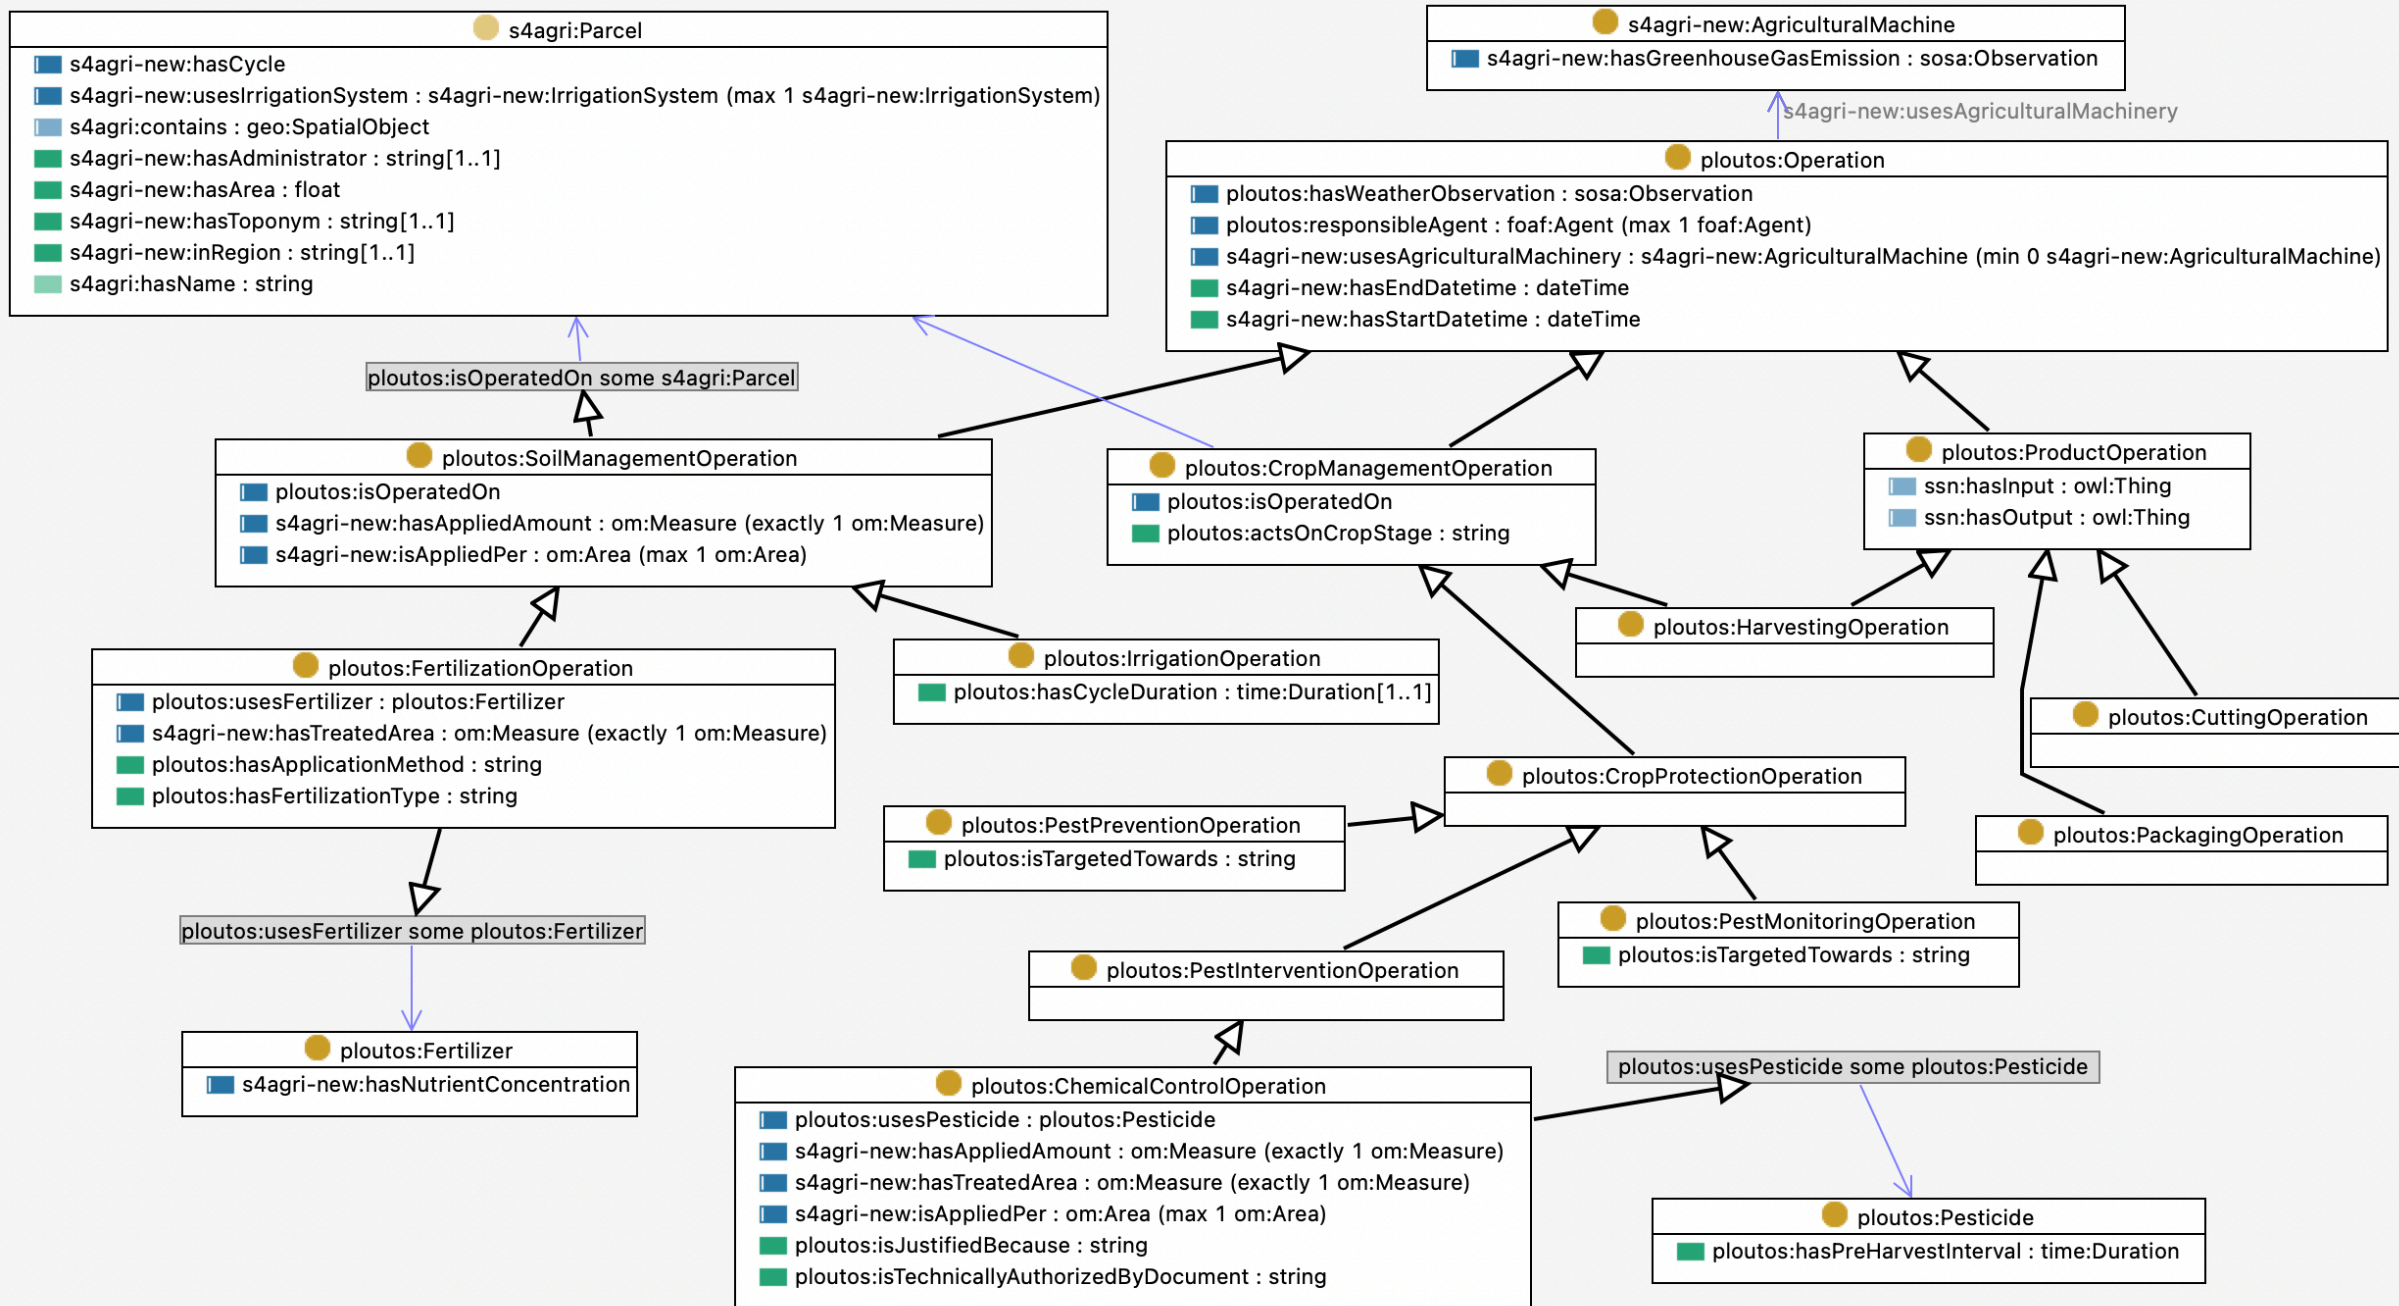 s4agri:Parcel
s4agri-new:hasCycle
s4agri-new:usesIrrigationSystem : s4agri-new:IrrigationSystem (max 1 s4agri-new:IrrigationSystem)
s4agri:contains : geo:SpatialObject
s4agri-new:hasAdministrator : string[1..1]
s4agri-new:hasArea : float
s4agri-new:hasToponym : string[1..1]
s4agri-new:inRegion : string[1..1]
s4agri:hasName : string
s4agri-new:AgriculturalMachine
s4agri-new:hasGreenhouseGasEmission : sosa:Observation
s4agri-new:usesAgriculturalMachinery
ploutos:Operation
ploutos:hasWeatherObservation : sosa:Observation
ploutos:responsibleAgent : foaf:Agent (max 1 foaf:Agent)
s4agri-new:usesAgriculturalMachinery : s4agri-new:AgriculturalMachine (min 0 s4agri-new:AgriculturalMachine)
s4agri-new:hasEndDatetime : dateTime
s4agri-new:hasStartDatetime : dateTime
ploutos:isOperatedOn some s4agri:Parcel
ploutos:SoilManagementOperation
ploutos:isOperatedOn
s4agri-new:hasAppliedAmount : om:Measure (exactly 1 om:Measure)
s4agri-new:isAppliedPer : om:Area (max 1 om:Area)
ploutos:CropManagementOperation
ploutos:isOperatedOn
ploutos:actsOnCropStage : string
ploutos:ProductOperation
ssn:hasInput : owl:Thing
ssn:hasOutput : owl:Thing
ploutos:HarvestingOperation
ploutos:FertilizationOperation
ploutos:usesFertilizer : ploutos:Fertilizer
s4agri-new:hasTreatedArea : om:Measure (exactly 1 om:Measure)
ploutos:hasApplicationMethod : string
ploutos:hasFertilizationType : string
ploutos:IrrigationOperation
ploutos:hasCycleDuration : time:Duration[1..1]
ploutos:CuttingOperation
ploutos:CropProtectionOperation
ploutos:PestPreventionOperation
ploutos:isTargetedTowards : string
ploutos:PackagingOperation
ploutos:usesFertilizer some ploutos:Fertilizer
ploutos:PestMonitoringOperation
ploutos:isTargetedTowards : string
ploutos:PestInterventionOperation
ploutos:Fertilizer
s4agri-new:hasNutrientConcentration
ploutos:usesPesticide some ploutos:Pesticide
ploutos:ChemicalControlOperation
ploutos:usesPesticide : ploutos:Pesticide
s4agri-new:hasAppliedAmount : om:Measure (exactly 1 om:Measure)
s4agri-new:hasTreatedArea : om:Measure (exactly 1 om:Measure)
s4agri-new:isAppliedPer : om:Area (max 1 om:Area)
ploutos:isJustifiedBecause : string
ploutos:isTechnicallyAuthorizedByDocument : string
ploutos:Pesticide
ploutos:hasPreHarvestInterval : time:Duration